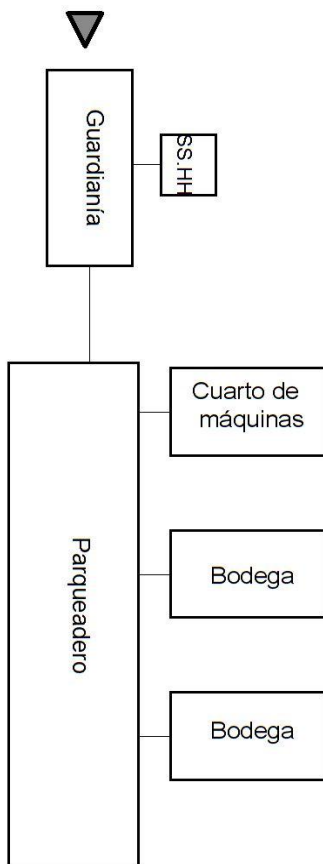 Guardianía
SS.HH
Cuarto de
máquinas
Parqueadero
Bodega
Bodega